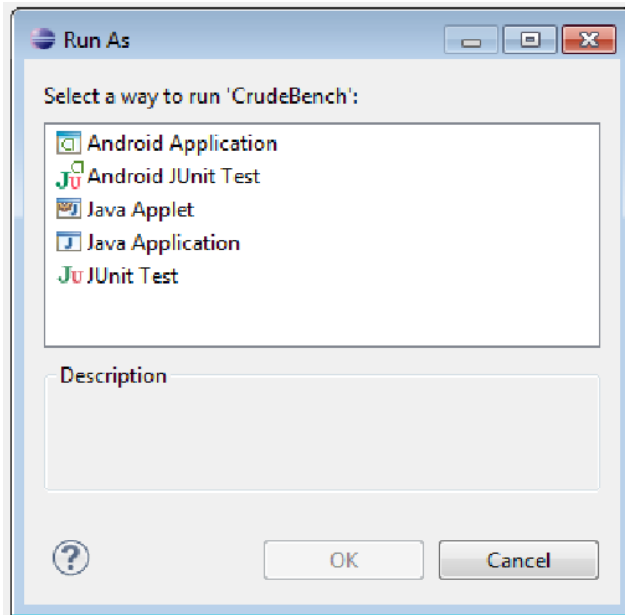 Run As
Select a way to run 'CrudeBench':
Android Application
Android JUnit Test
Java Applet
Java Application
JUnit Test
Description
OK
Cancel